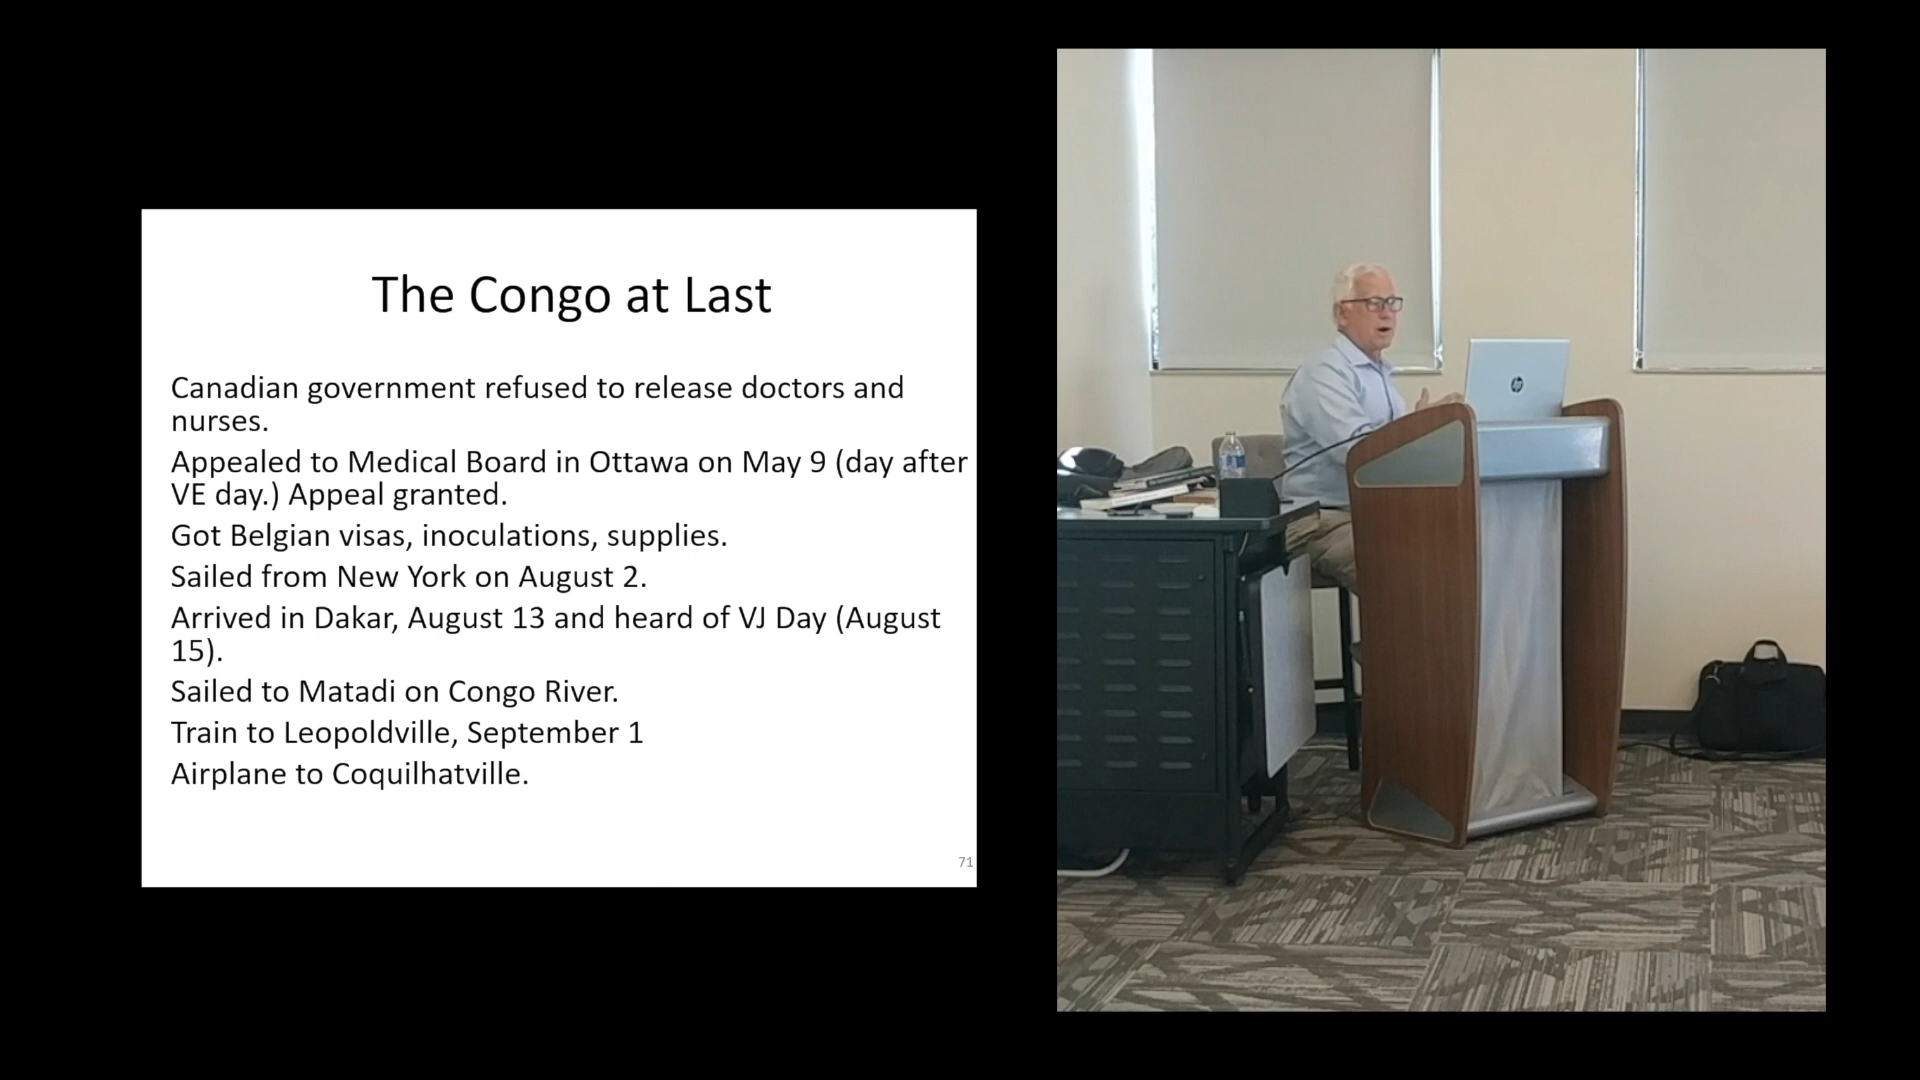 The Congo at Last
Canadian government refused to release doctors and
nurses.
Appealed to Medical Board in Ottawa on May 9 (day after
VE day.) Appeal granted.
Got Belgian visas, inoculations, supplies.
Sailed from New York on August 2.
Arrived in Dakar, August 13 and heard of VJ Day (August
15).
Sailed to Matadi on Congo River.
Train to Leopoldville, September 1
Airplane to Coquilhatville.
71
hp